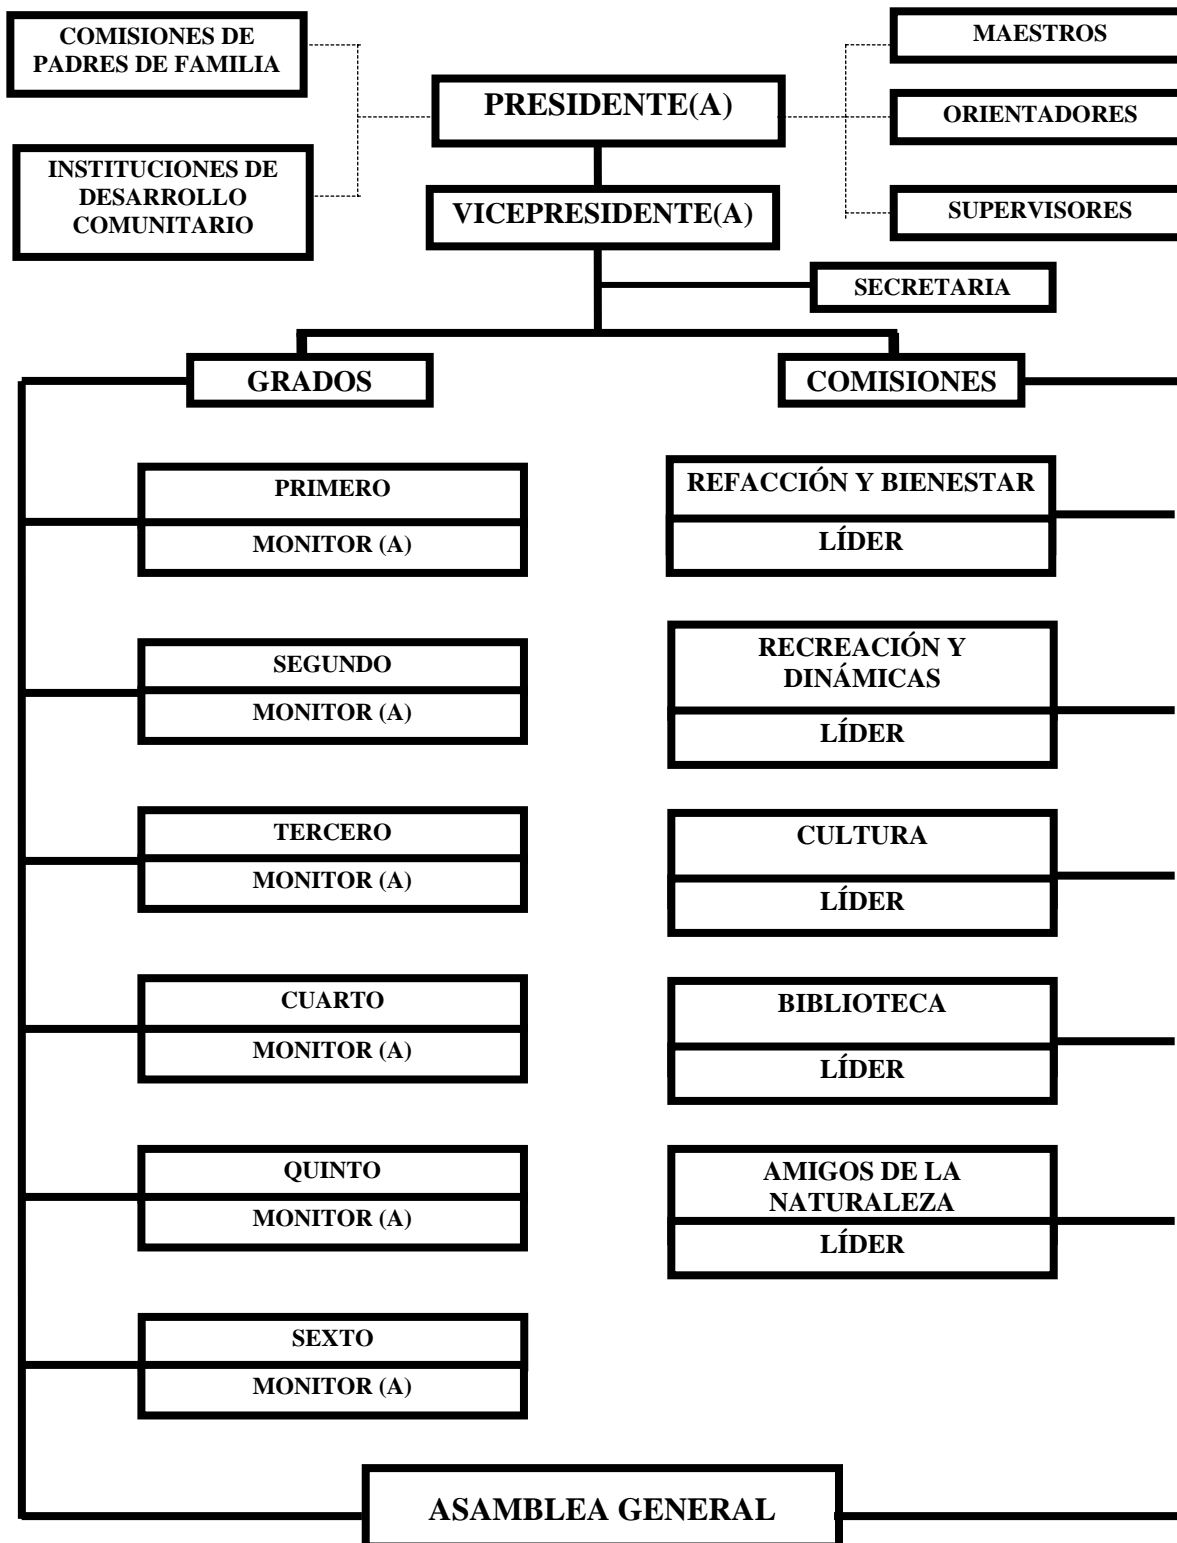 COMISIONES DE
PADRES DE FAMILIA
MAESTROS
PRESIDENTE(A)
ORIENTADORES
INSTITUCIONES DE
DESARROLLO
COMUNITARIO
VICEPRESIDENTE(A)
SUPERVISORES
SECRETARIA
GRADOS
COMISIONES
PRIMERO
MONITOR (A)
REFACCIÓN Y BIENESTAR
LÍDER
SEGUNDO
MONITOR (A)
RECREACIÓN Y
DINÁMICAS
LÍDER
TERCERO
MONITOR (A)
CULTURA
LÍDER
CUARTO
MONITOR (A)
BIBLIOTECA
LÍDER
QUINTO
MONITOR (A)
AMIGOS DE LA
NATURALEZA
LÍDER
SEXTO
MONITOR (A)
ASAMBLEA GENERAL